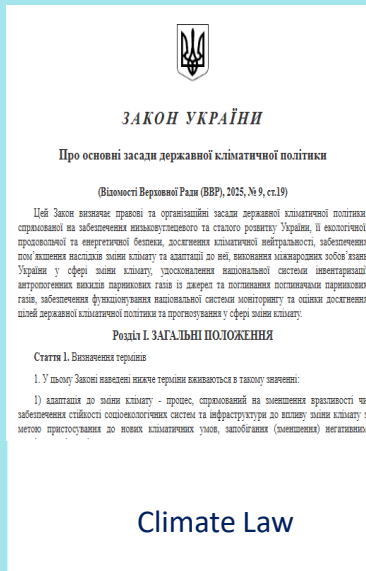 ЗАКОН УКРАЇНИ
Про основні засади державної кліматичної політики
(Відомості Верховної Ради (ВВР), 2025, № 9, ст.19)
Цей Закон визначає правові та організаційні засади державної кліматичної політики
спрямованої на забезпечення низьковуглецевого та сталого розвитку України, її екологічної
продовольчої та енергетичної безпеки, досягнення кліматичної нейтральності, забезпечення
пом'якшення наслідків зміни клімату та адаптації до неї, виконання міжнародних зобов'язань
України у сфері зміни клімату, удосконалення національної системи інвентаризації
антропогенних викидів парникових газів із джерел та поглинання поглиначами парникових
газів, забезпечення функціонування національної системи моніторингу та оцінки досягнення
цілей державної кліматичної політики та прогнозування у сфері зміни клімату.
Розділ I. ЗАГАЛЬНІ ПОЛОЖЕННЯ
Стаття 1. Визначення термінів
1. У цьому Законі наведені нижче терміни вживаються в такому значенні:
1) адаптація до зміни клімату - процес, спрямований на зменшення вразливості чи
забезпечення стійкості соціоекологічних систем та інфраструктури до впливу зміни клімату з
метою пристосування до нових кліматичних умов, запобігання (зменшення) негативним
Climate Law